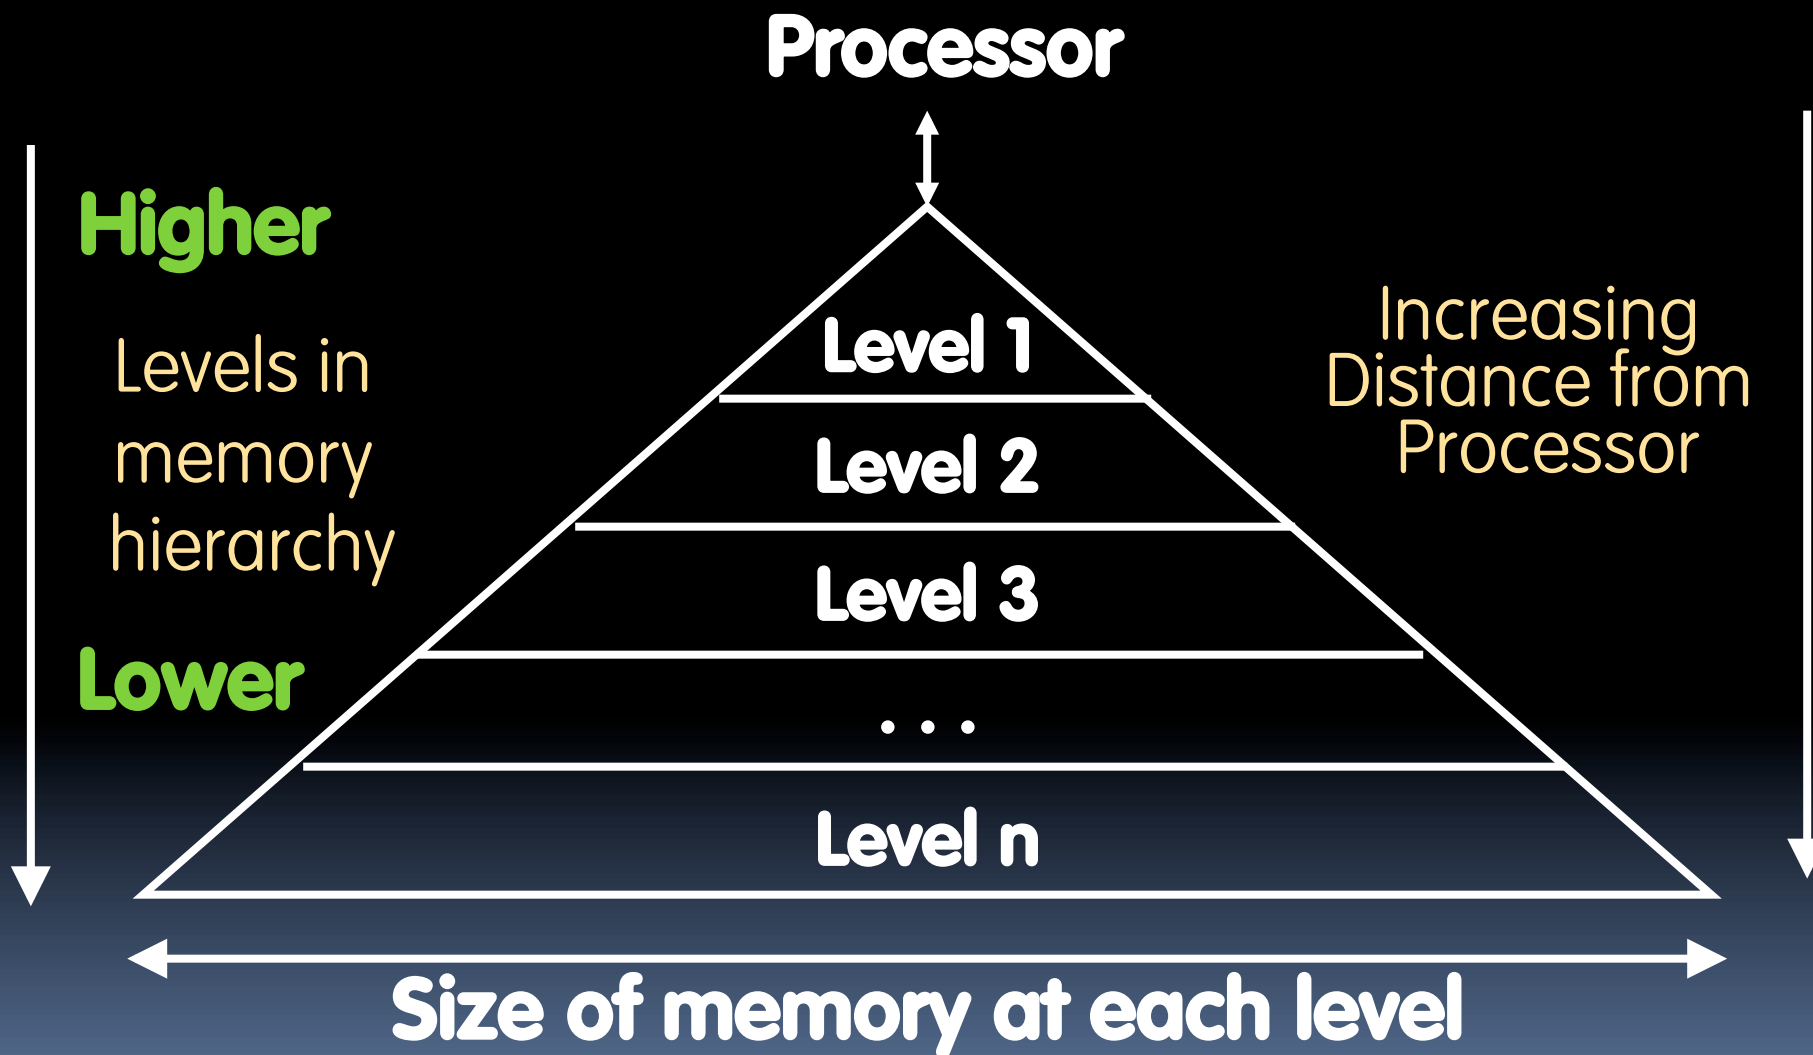 Processor
Higher
Levels in
memory
hierarchy
Lower
Level 1
Level 2
Level 3
. . .
Level n
Increasing
Distance from
Processor
Size of memory at each level